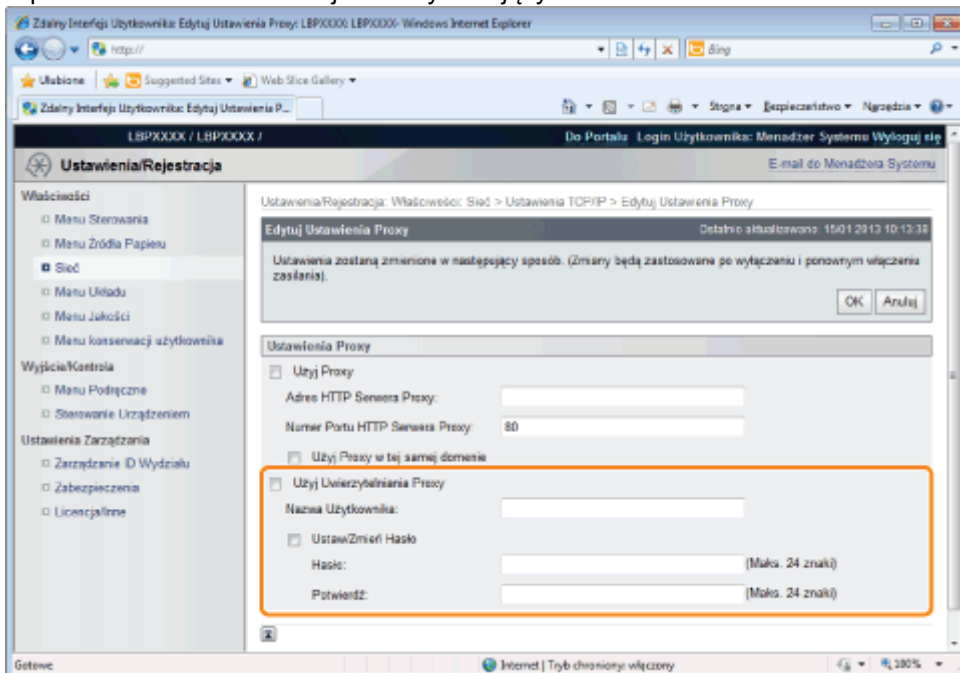 Zdalny Interfejs Użytkownika: Edytuj Ustawienia Proxy: LBPXXXX: LBPXXXX- Windows Internet Explorer
http://
Bing
Ulubione Suggested Sites Web Slice Gallery
Zdalny Interfejs Użytkownika: Edytuj Ustawienia P... Strona Bezpieczeństwo Narzędzia
LBPXXXX / LBPXXXX / Do Portalu Login Użytkownika: Menadżer Systemu Wyloguj się
Ustawienia/Rejestracja E-mail do Menadżera Systemu
Właściwości
Menu Sterowania
Menu Źródła Papieru
Sieć
Menu Układu
Menu Jakości
Menu konserwacji użytkownika
Wyjście/Kontrola
Menu Podręczne
Sterowanie Urządzeniem
Ustawienia Zarządzania
Zarządzanie ID Wydziału
Zabezpieczenia
Licencja/Inne
Ustawienia/Rejestracja: Właściwości: Sieć > Ustawienia TCP/IP > Edytuj Ustawienia Proxy
Edytuj Ustawienia Proxy Ostatnio aktualizowano: 15/01 2013 10:13:38
Ustawienia zostaną zmienione w następujący sposób. (Zmiany będą zastosowane po wyłączeniu i ponownym włączeniu
zasilania).
OK Anuluj
Ustawienia Proxy
Użyj Proxy
Adres HTTP Serwera Proxy:
Numer Portu HTTP Serwera Proxy: 80
Użyj Proxy w tej samej domenie
Użyj Uwierzytelniania Proxy
Nazwa Użytkownika:
Ustaw/Zmień Hasło
Hasło: (Maks. 24 znaki)
Potwierdź: (Maks. 24 znaki)
Gotowe Internet | Tryb chroniony: włączony 100%